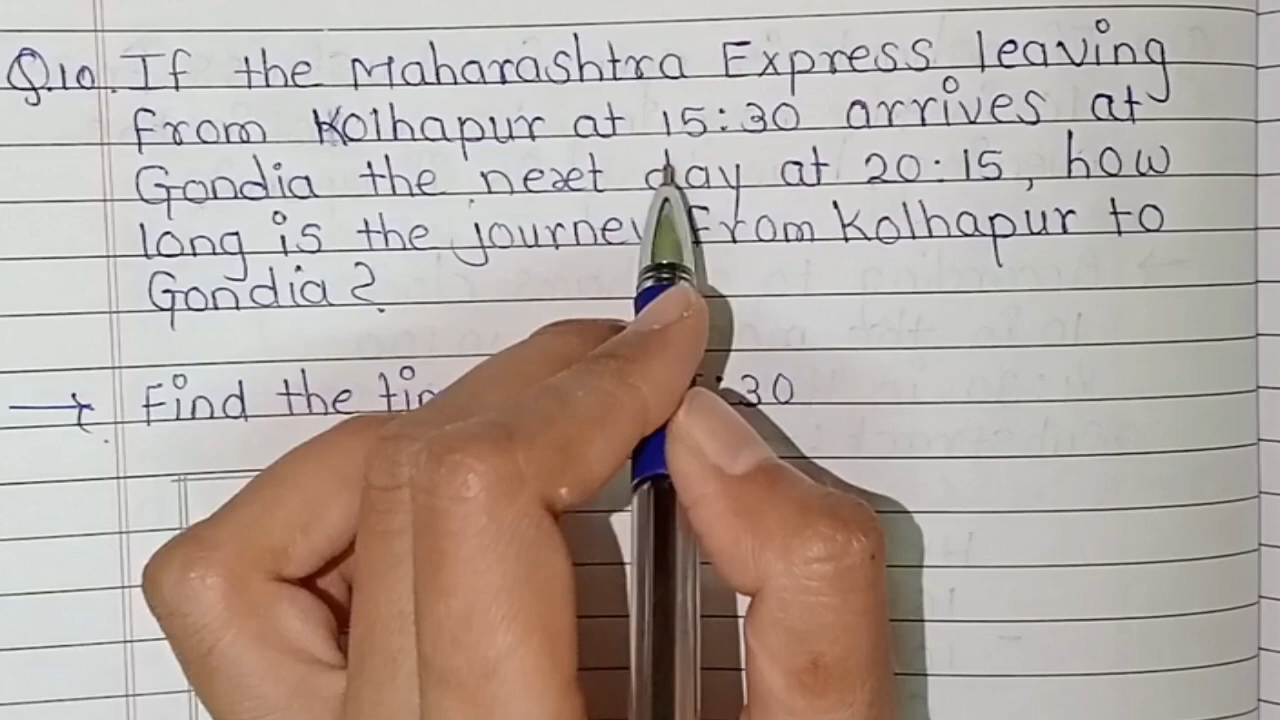 Q.10. If the Maharashtra Express leaving
from Kolhapur at 15:30 arrives at
Gondia the next day at 20:15, how
long is the journey from Kolhapur to
Gondia?
→ Find the :30